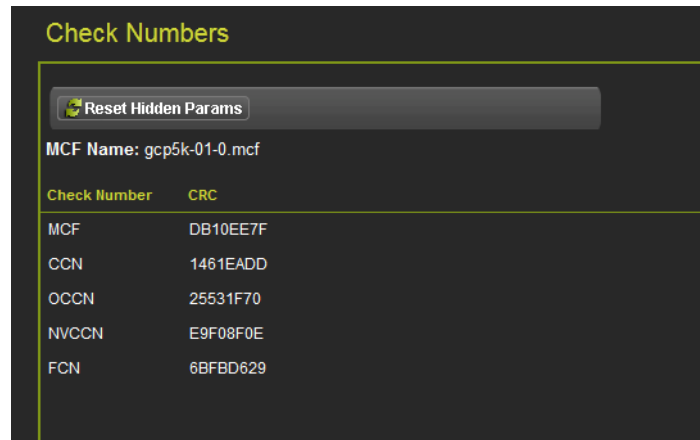 Check Numbers
Reset Hidden Params
MCF Name: gcp5k-01-0.mcf
Check Number CRC
MCF DB10EE7F
CCN 1461EADD
OCCN 25531F70
NVCCN E9F08F0E
FCN 6BFBD629